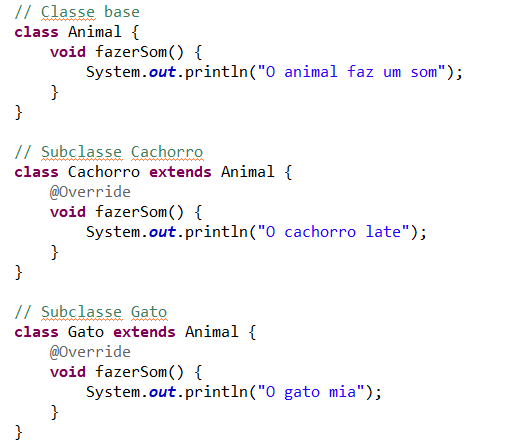 // Classe base
class Animal {
    void fazerSom() {
        System.out.println("O animal faz um som");
    }
}

// Subclasse Cachorro
class Cachorro extends Animal {
    @Override
    void fazerSom() {
        System.out.println("O cachorro late");
    }
}

// Subclasse Gato
class Gato extends Animal {
    @Override
    void fazerSom() {
        System.out.println("O gato mia");
    }
}